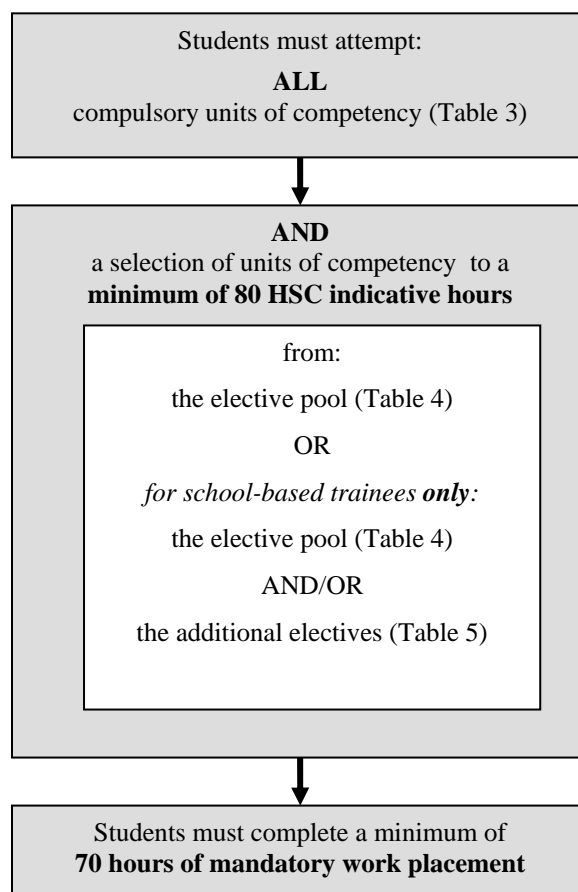 Students must attempt:
ALL
compulsory units of competency (Table 3)
AND
a selection of units of competency to a
minimum of 80 HSC indicative hours
from:
the elective pool (Table 4)
OR
for school-based trainees only:
the elective pool (Table 4)
AND/OR
the additional electives (Table 5)
Students must complete a minimum of
70 hours of mandatory work placement